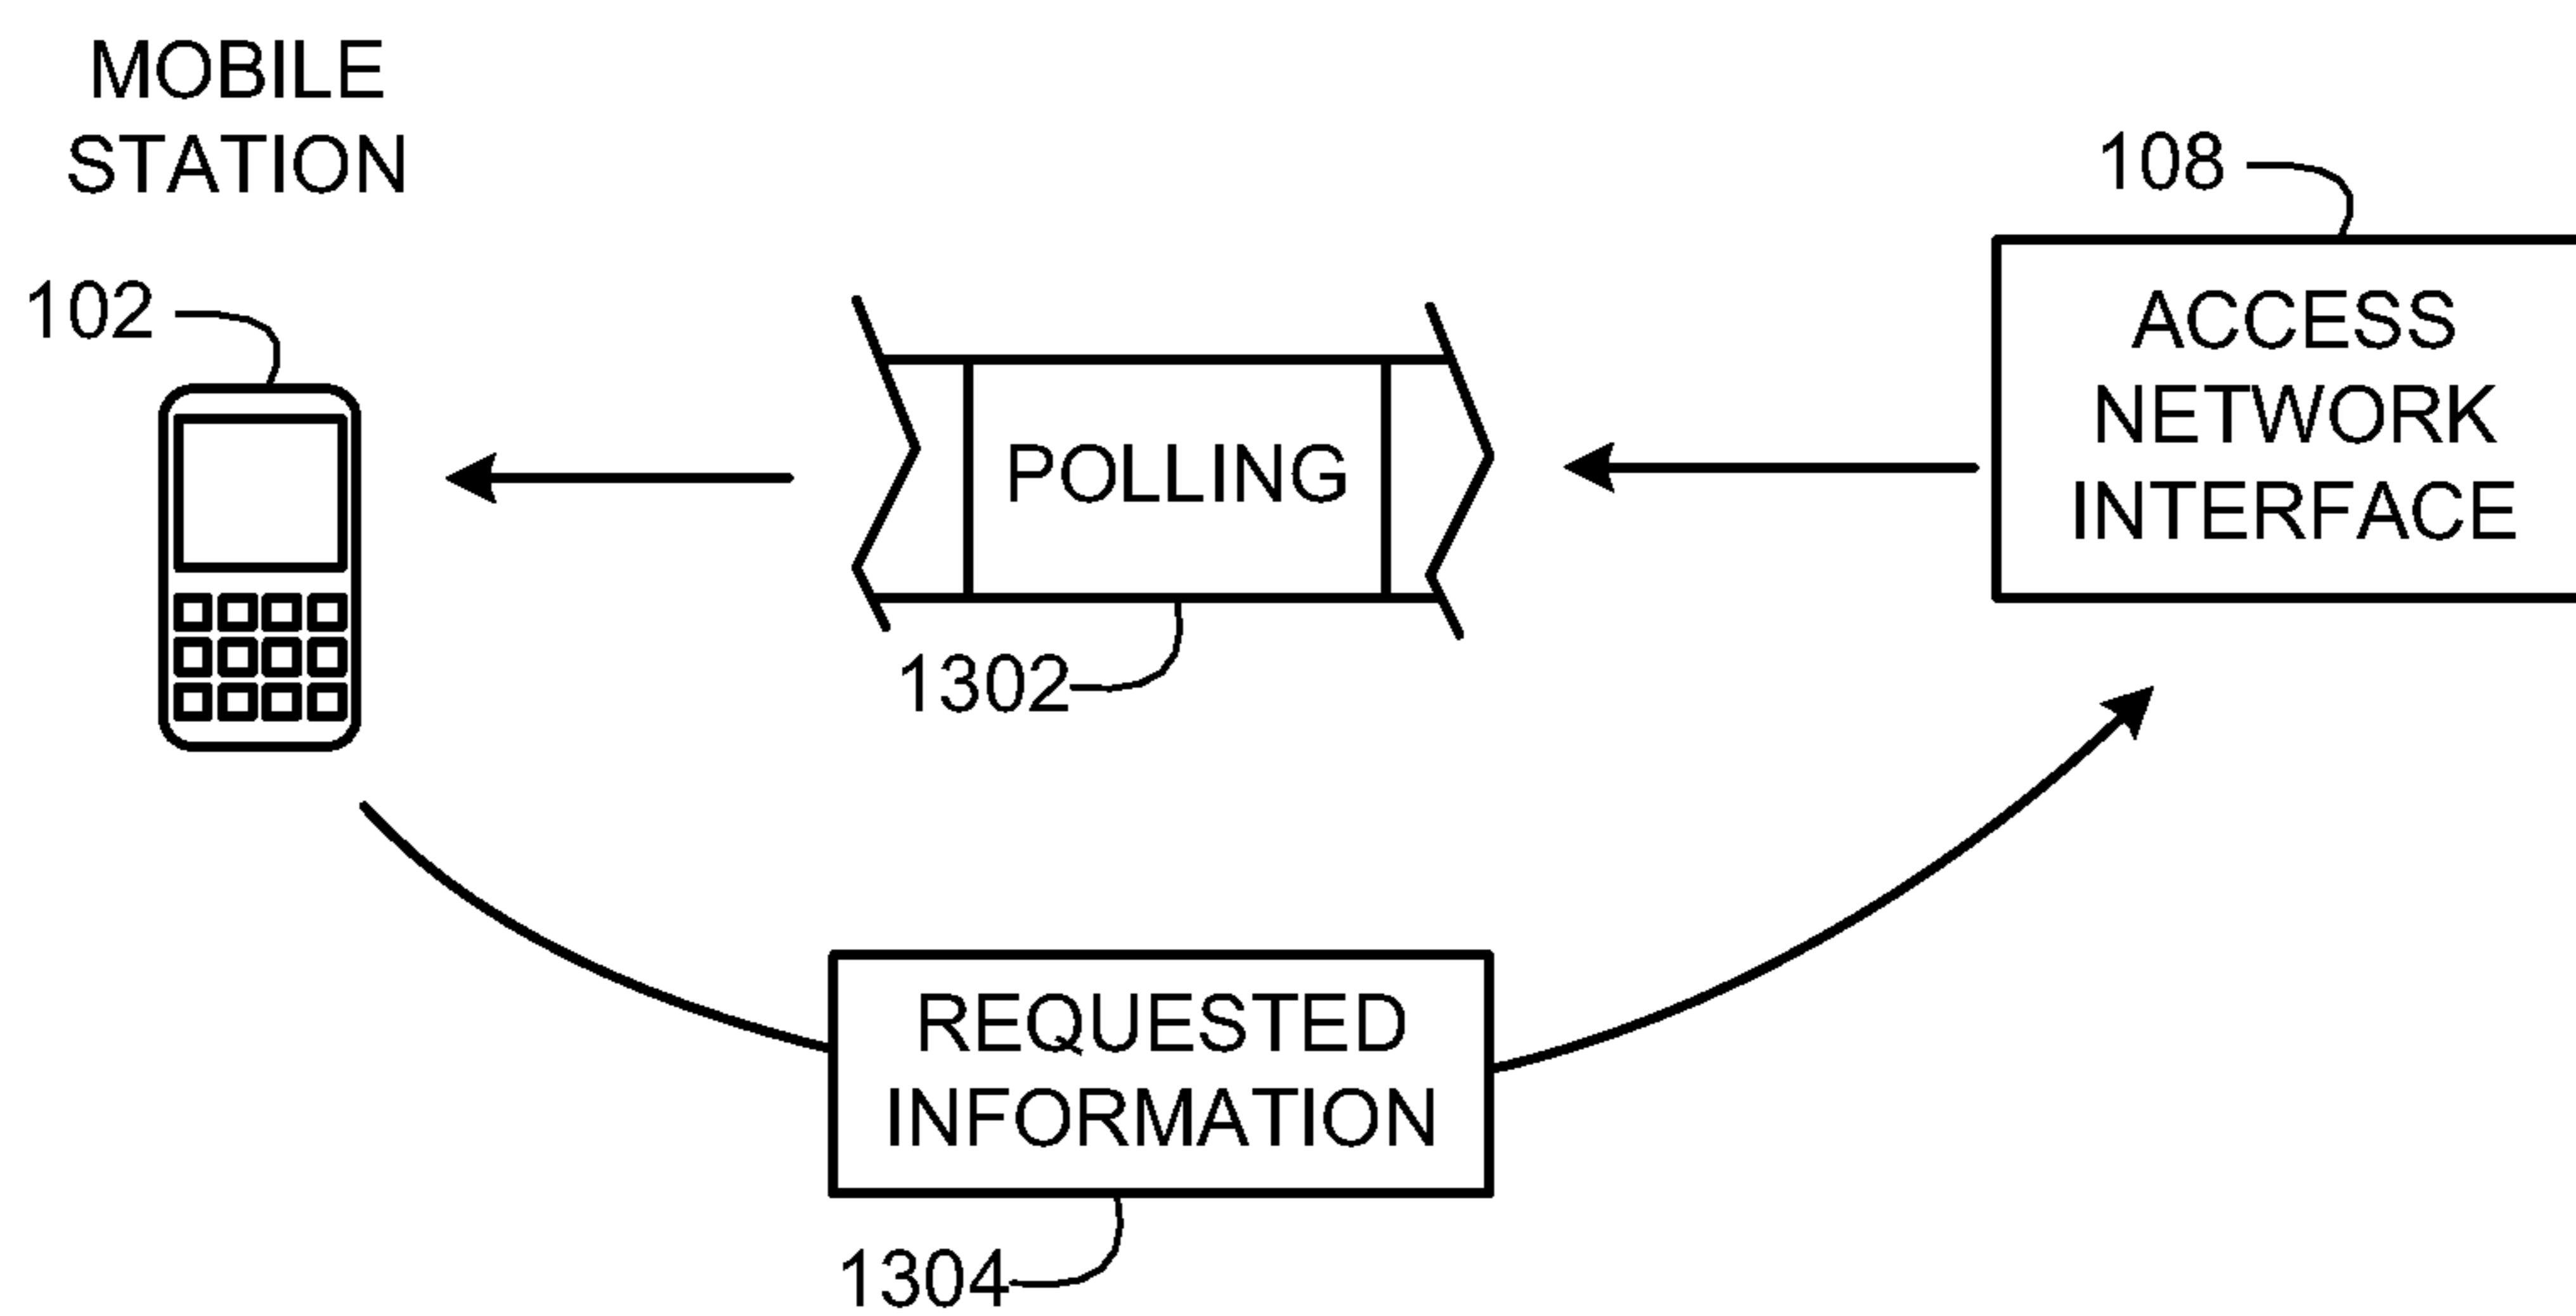 MOBILE
STATION
102
108
ACCESS
NETWORK
INTERFACE
POLLING
1302
REQUESTED
INFORMATION
1304